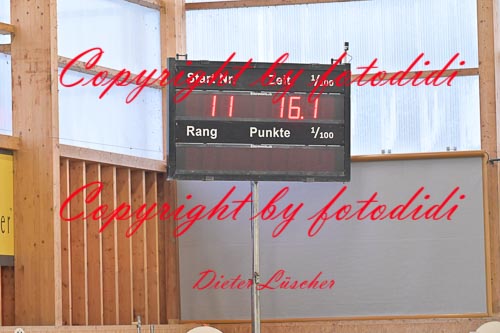 Copyright by fotodidi
Start Nr. Zeit 1/100
11 16.1
Rang Punkte 1/100
Copyright by fotodidi
er
Dieter Lüscher